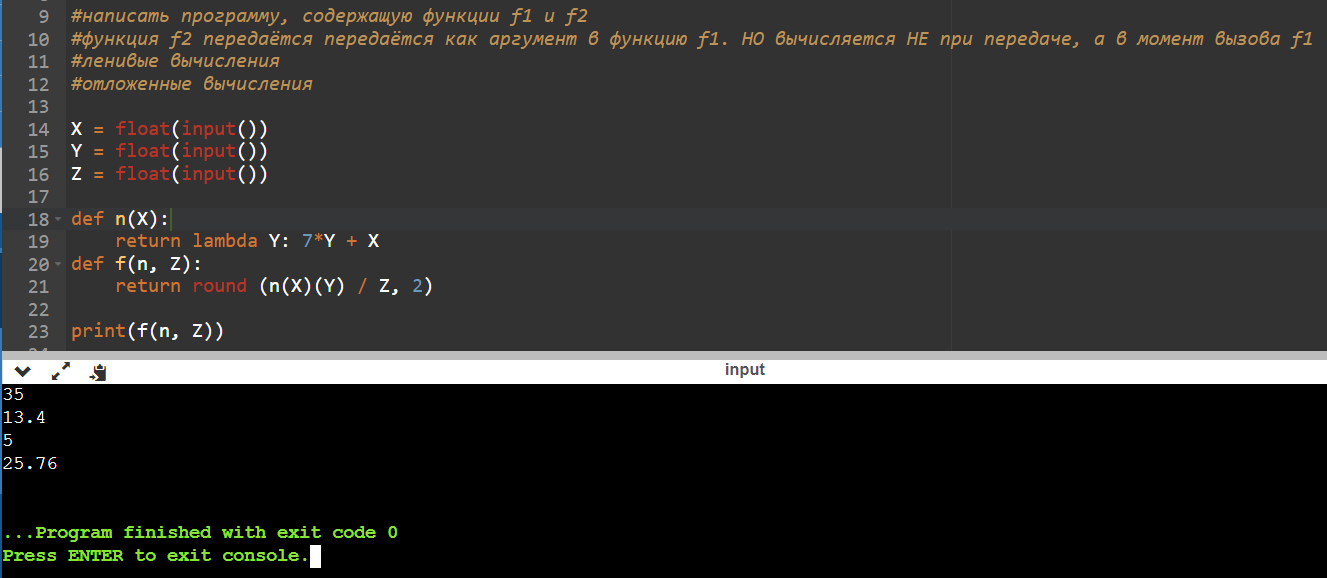 9 #написать программу, содержащую функции f1 и f2
10 #функция f2 передаётся передаётся как аргумент в функцию f1. НО вычисляется НЕ при передаче, а в момент вызова f1
11 #ленивые вычисления
12 #отложенные вычисления
13
14 X = float(input())
15 Y = float(input())
16 Z = float(input())
17
18 def n(X):
19     return lambda Y: 7*Y + X
20 def f(n, Z):
21     return round (n(X)(Y) / Z, 2)
22
23 print(f(n, Z))
input
35
13.4
5
25.76
...Program finished with exit code 0
Press ENTER to exit console.